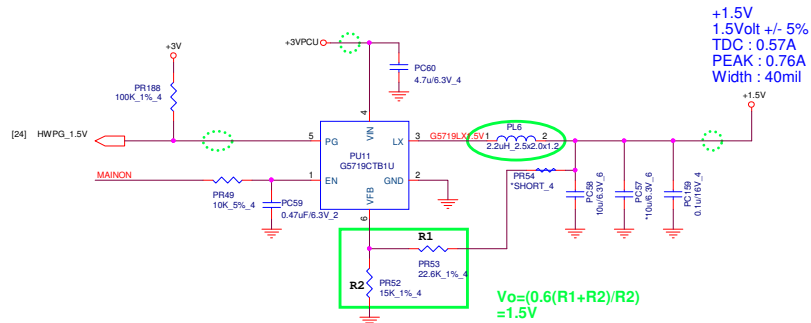 +1.5V
1.5Volt +/- 5%
TDC : 0.57A
PEAK : 0.76A
Width : 40mil
+3V
+3VPCU
PR188
100K_1%_4
PC60
4.7u/6.3V_4
+1.5V
[24] HWPG_1.5V
5
PG
4
VIN
LX
3
G5719LX1.5V
1
PL6
2
2.2uH_2.5x2.0x1.2
PU11
G5719CTB1U
MAINON
PR49
10K_5%_4
1
EN
GND
2
VFB
6
PC59
0.47uF/6.3V_2
PR54
*SHORT_4
PC58
10u/6.3V_6
PC57
*10u/6.3V_6
PC159
0.1u/16V_4
R1
PR53
22.6K_1%_4
R2
PR52
15K_1%_4
Vo=(0.6(R1+R2)/R2)
=1.5V